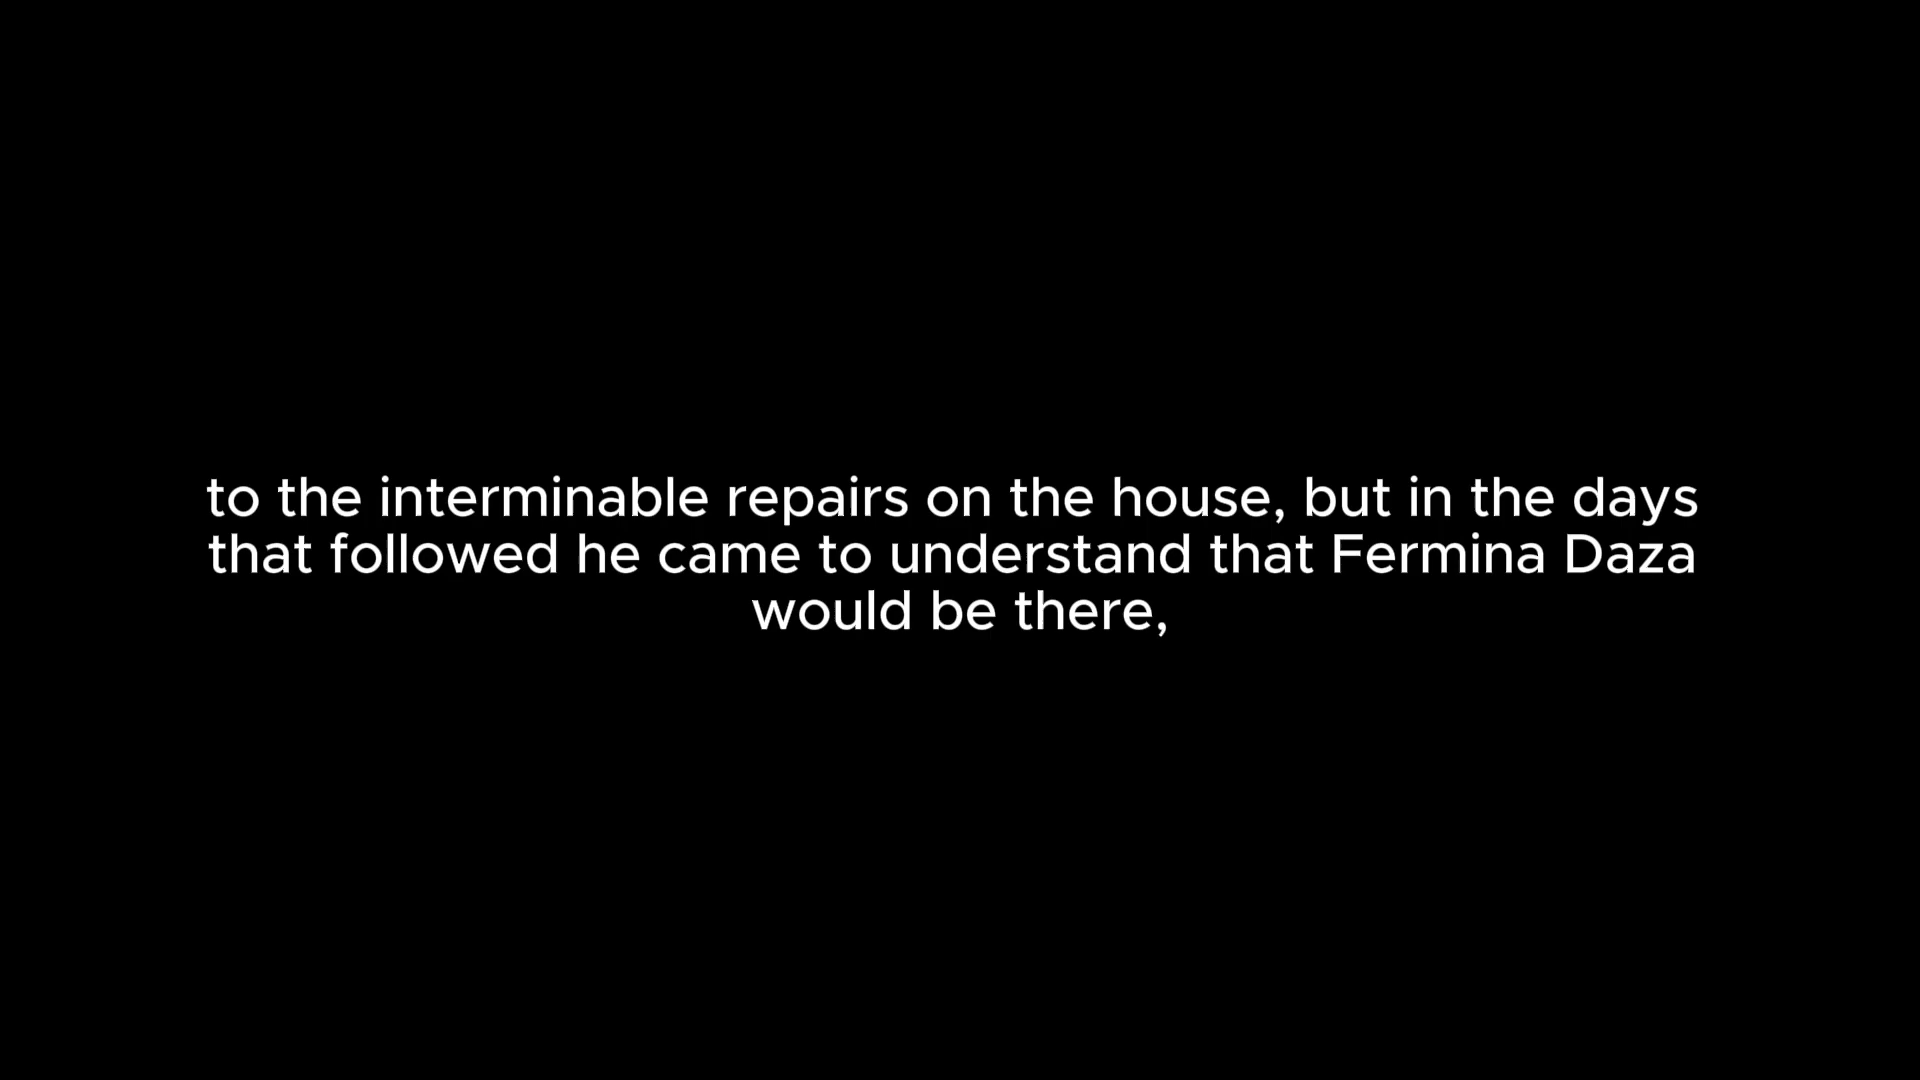 to the interminable repairs on the house, but in the days
that followed he came to understand that Fermina Daza
would be there,